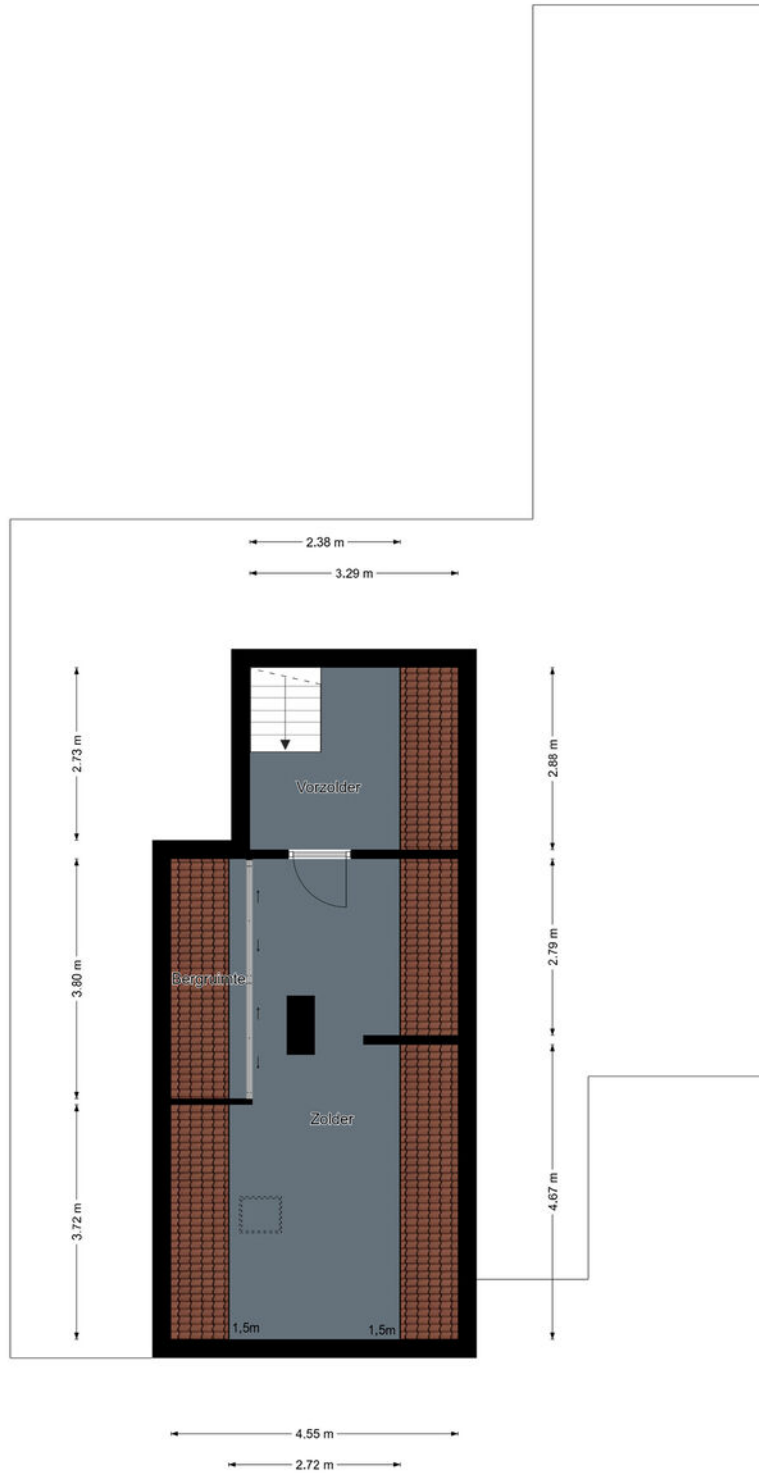 2.38 m
3.29 m
2.73 m
2.88 m
Vorzolder
3.80 m
2.79 m
Bergruimte
Zolder
3.72 m
4.67 m
1,5m
1,5m
4.55 m
2.72 m